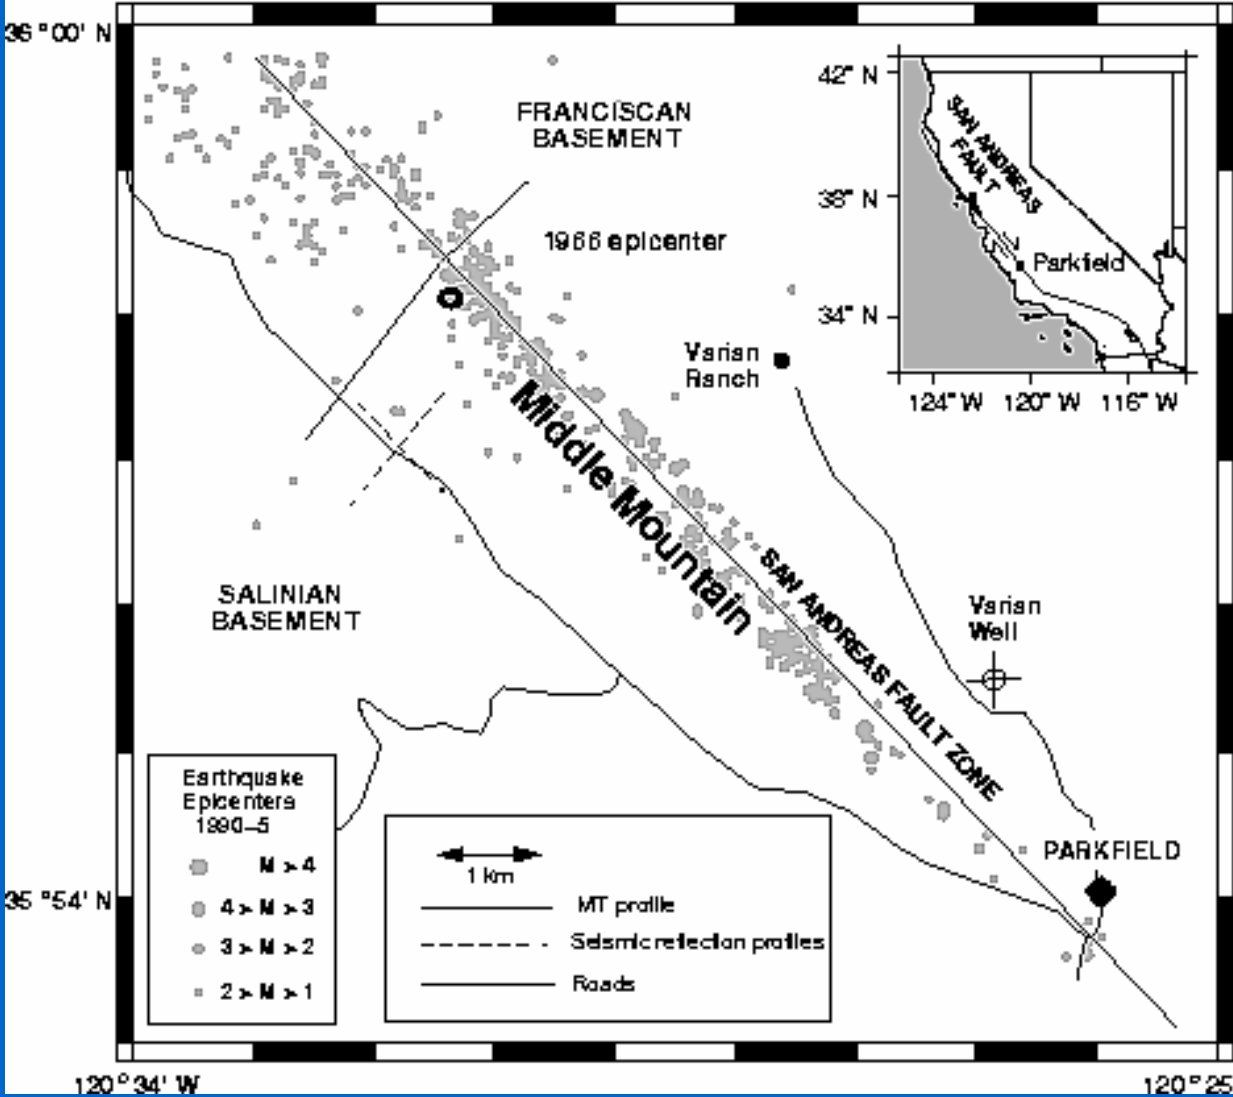 36°00' N
FRANCISCAN
BASEMENT
1966 epicenter
Varian
Ranch
Middle Mountain
SAN ANDREAS FAULT ZONE
SALINIAN
BASEMENT
Varian
Well
PARKFIELD
42° N
38° N
34° N
SAN ANDREAS
FAULT
Parkfield
124° W
120° W
116° W
Earthquake
Epicenters
1990-5
M > 4
4 > M > 3
3 > M > 2
2 > M > 1
1 km
MT profile
Seismic reflection profiles
Roads
35°54' N
120°34' W
120°25